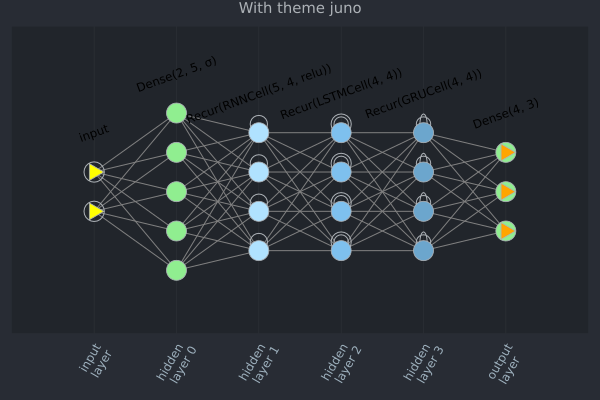 With theme juno
input
Dense(2, 5, σ)
Recur(RNNCell(5, 4, relu))
Recur(LSTMCell(4, 4))
Recur(GRUCell(4, 4))
Dense(4, 3)
input
layer
hidden
layer 0
hidden
layer 1
hidden
layer 2
hidden
layer 3
output
layer